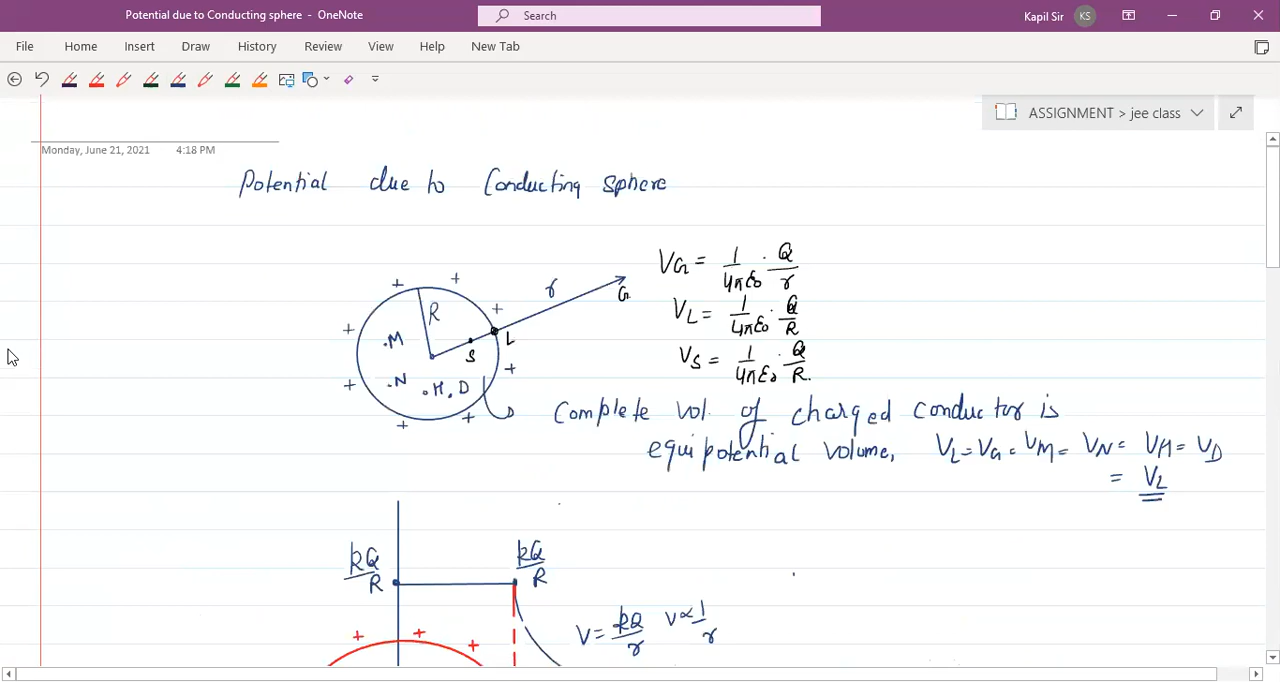 Potential due to Conducting sphere - OneNote
Search
Kapil Sir KS
File Home Insert Draw History Review View Help New Tab
ASSIGNMENT > jee class
Monday, June 21, 2021 4:18 PM
Potential due to Conducting sphere
+ + + + + + + +
R r G L S
.M .N .H .D
VG = 1/4πε0 · Q/r
VL = 1/4πε0 · Q/R
VS = 1/4πε0 · Q/R.
Complete vol. of charged conductor is
equipotential volume, VL = VG = VM = VN = VH = VD
= VL
kQ/R kQ/R
V = kQ/r V ∝ 1/r
+ + +